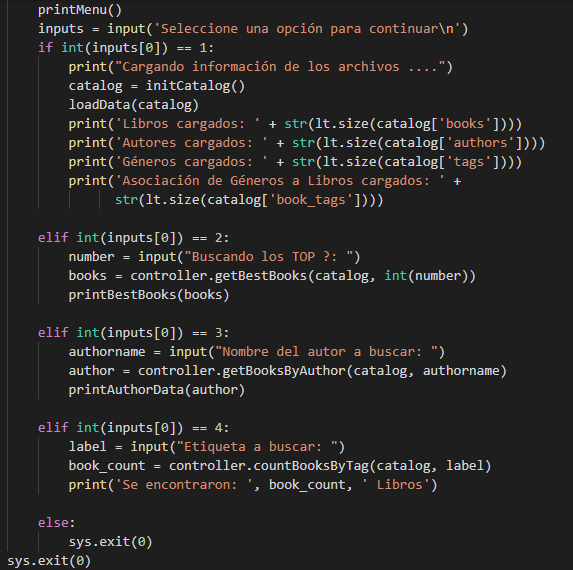 printMenu()
inputs = input('Seleccione una opción para continuar\n')
if int(inputs[0]) == 1:
print("Cargando información de los archivos ....")
catalog = initCatalog()
loadData(catalog)
print('Libros cargados: ' + str(lt.size(catalog['books'])))
print('Autores cargados: ' + str(lt.size(catalog['authors'])))
print('Géneros cargados: ' + str(lt.size(catalog['tags'])))
print('Asociación de Géneros a Libros cargados: ' +
str(lt.size(catalog['book_tags'])))
elif int(inputs[0]) == 2:
number = input("Buscando los TOP ?: ")
books = controller.getBestBooks(catalog, int(number))
printBestBooks(books)
elif int(inputs[0]) == 3:
authorname = input("Nombre del autor a buscar: ")
author = controller.getBooksByAuthor(catalog, authorname)
printAuthorData(author)
elif int(inputs[0]) == 4:
label = input("Etiqueta a buscar: ")
book_count = controller.countBooksByTag(catalog, label)
print('Se encontraron: ', book_count, ' Libros')
else:
sys.exit(0)
sys.exit(0)